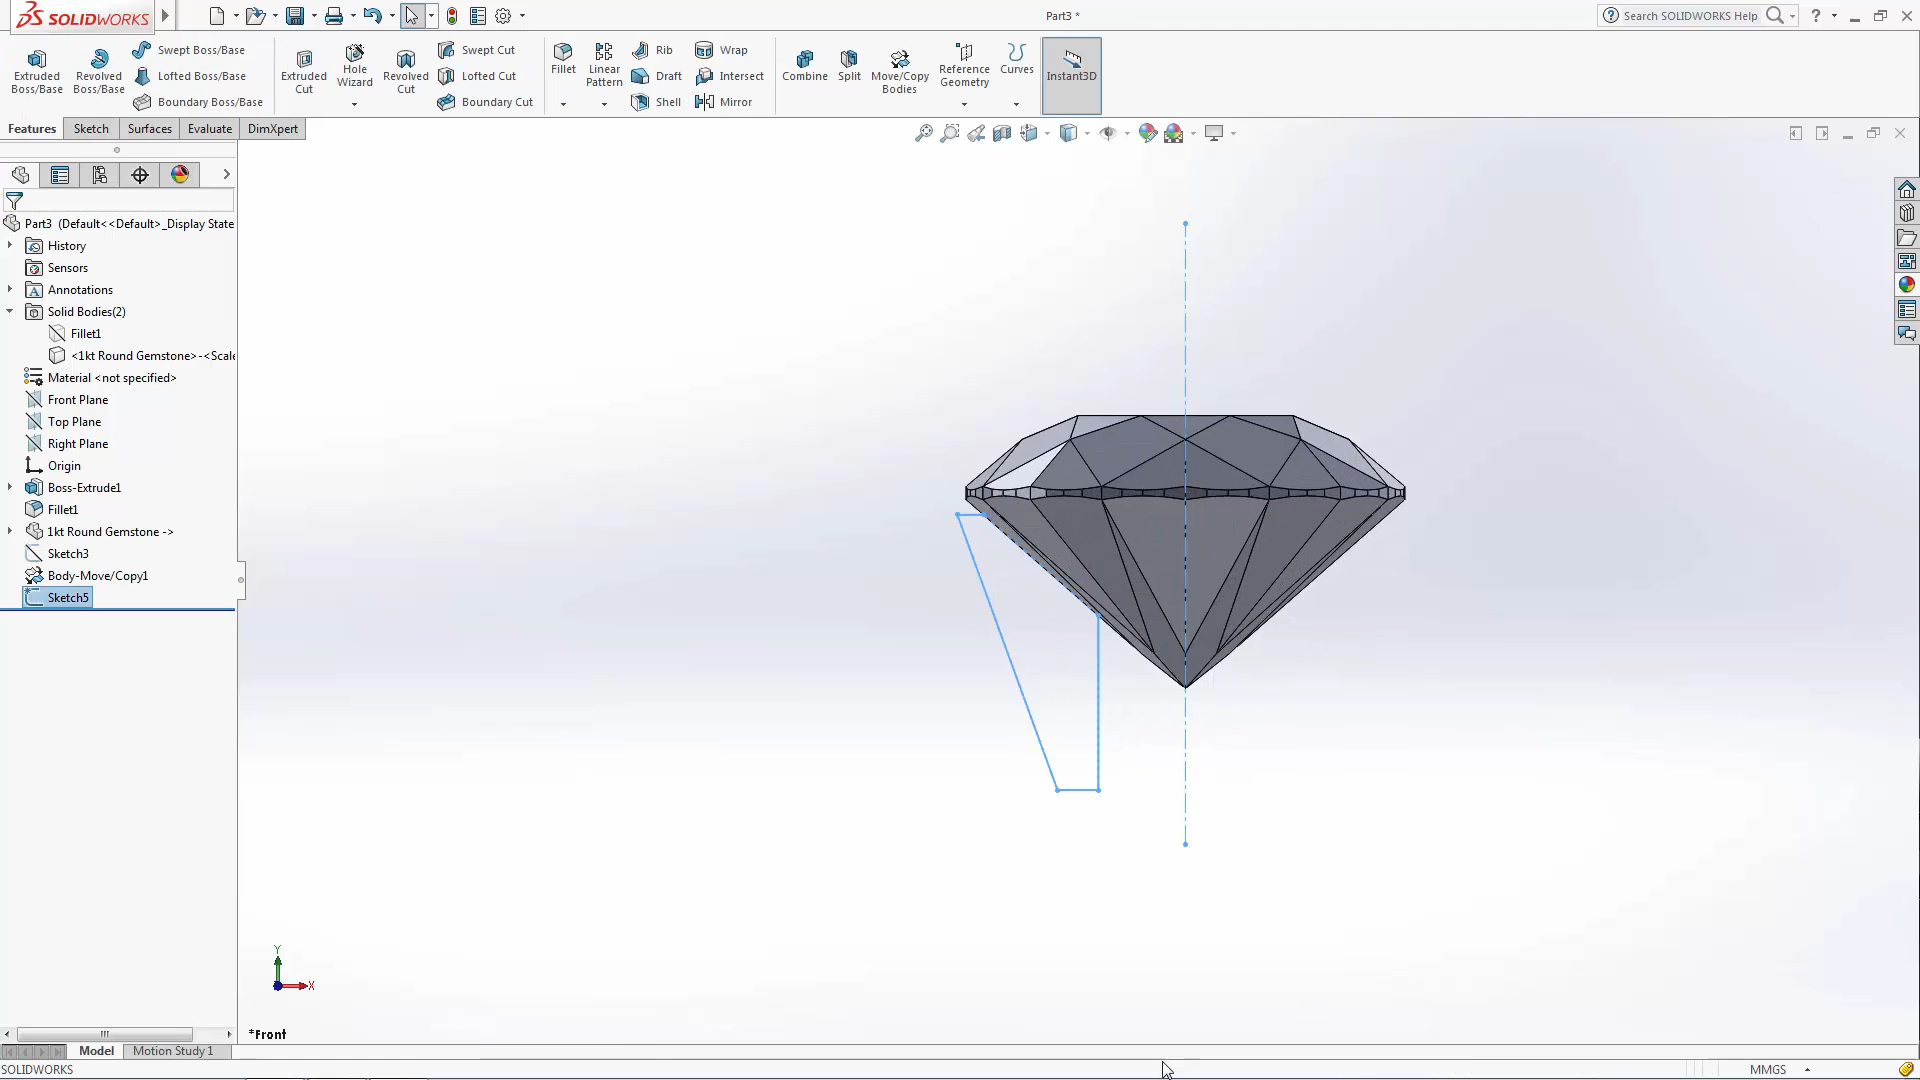 SOLIDWORKS
Part3 *
Search SOLIDWORKS Help
Extruded Boss/Base
Revolved Boss/Base
Swept Boss/Base
Lofted Boss/Base
Boundary Boss/Base
Extruded Cut
Hole Wizard
Revolved Cut
Swept Cut
Lofted Cut
Boundary Cut
Fillet
Linear Pattern
Rib
Draft
Shell
Wrap
Intersect
Mirror
Combine
Split
Move/Copy Bodies
Reference Geometry
Curves
Instant3D
Features
Sketch
Surfaces
Evaluate
DimXpert
Part3 (Default<<Default>_Display State
History
Sensors
Annotations
Solid Bodies(2)
Fillet1
<1kt Round Gemstone>-<Scale
Material <not specified>
Front Plane
Top Plane
Right Plane
Origin
Boss-Extrude1
Fillet1
1kt Round Gemstone ->
Sketch3
Body-Move/Copy1
Sketch5
Y
X
*Front
Model
Motion Study 1
SOLIDWORKS
MMGS